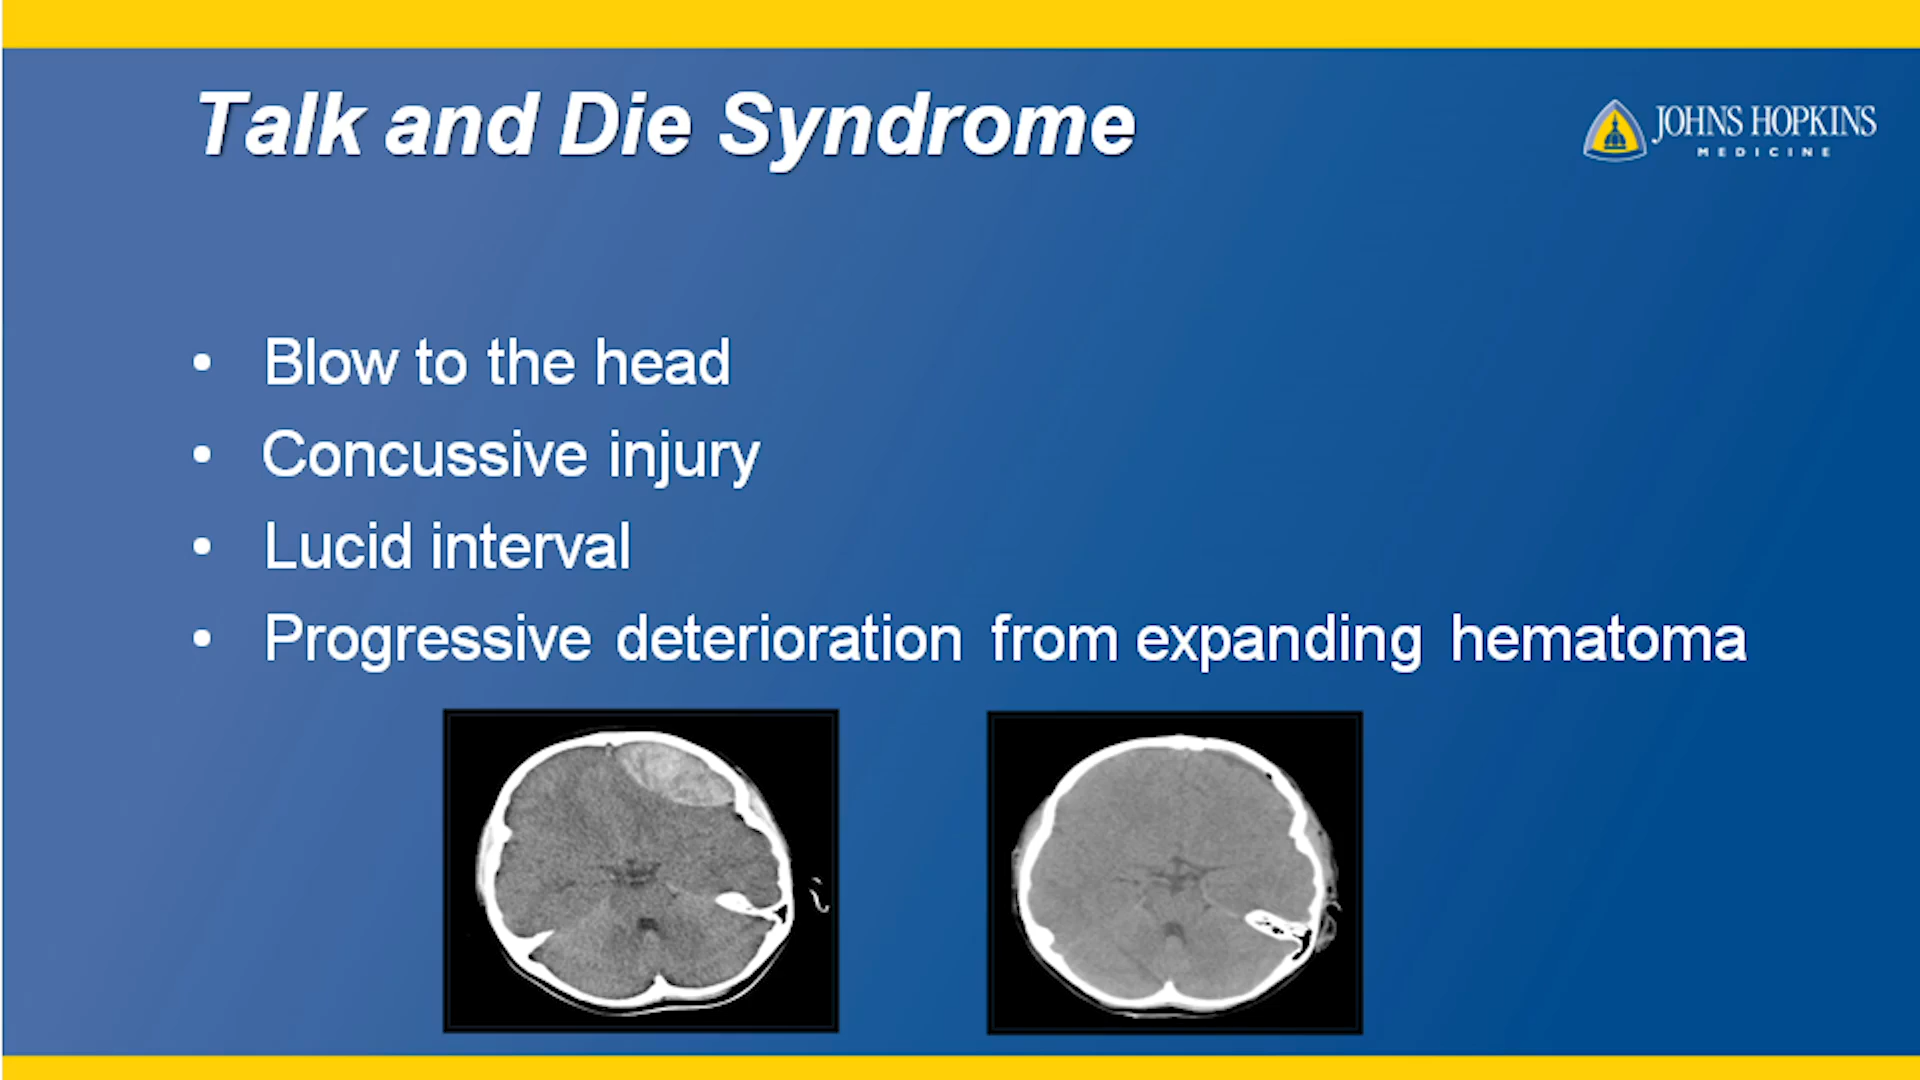 Talk and Die Syndrome
JOHNS HOPKINS
MEDICINE
• Blow to the head
• Concussive injury
• Lucid interval
• Progressive deterioration from expanding hematoma